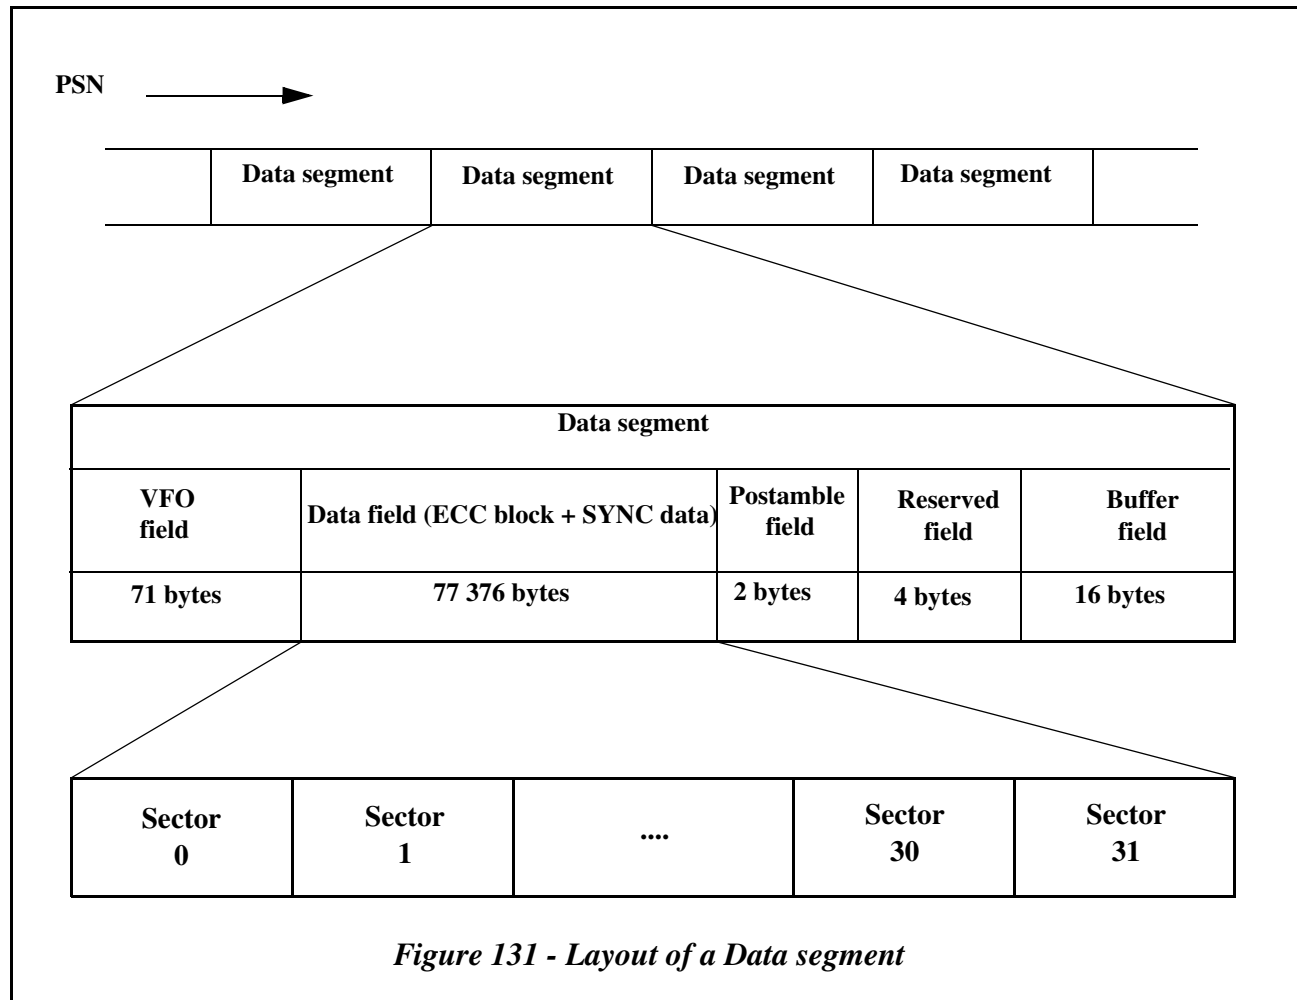 PSN
Data segment Data segment Data segment Data segment
Data segment
VFO
field
Data field (ECC block + SYNC data)
Postamble
field
Reserved
field
Buffer
field
71 bytes 77 376 bytes 2 bytes 4 bytes 16 bytes
Sector
0
Sector
1
....
Sector
30
Sector
31
Figure 131 - Layout of a Data segment